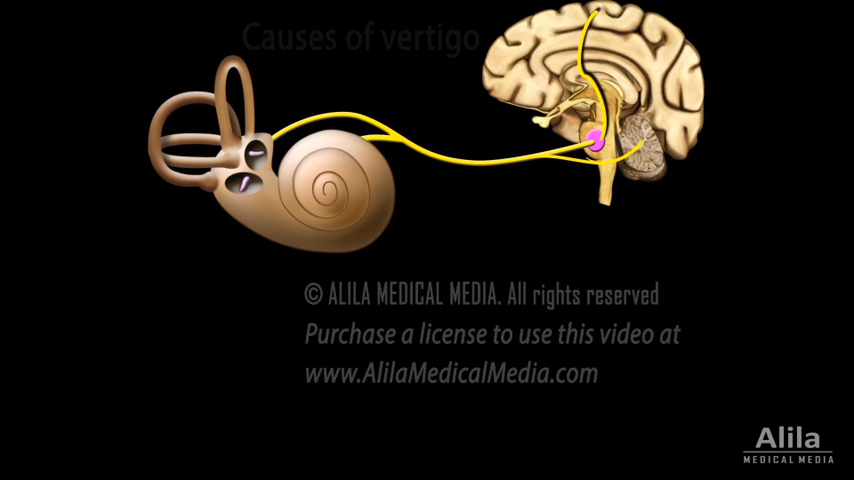 Causes of vertigo
© ALILA MEDICAL MEDIA. All rights reserved
Purchase a license to use this video at
www.AlilaMedicalMedia.com
Alila
MEDICAL MEDIA